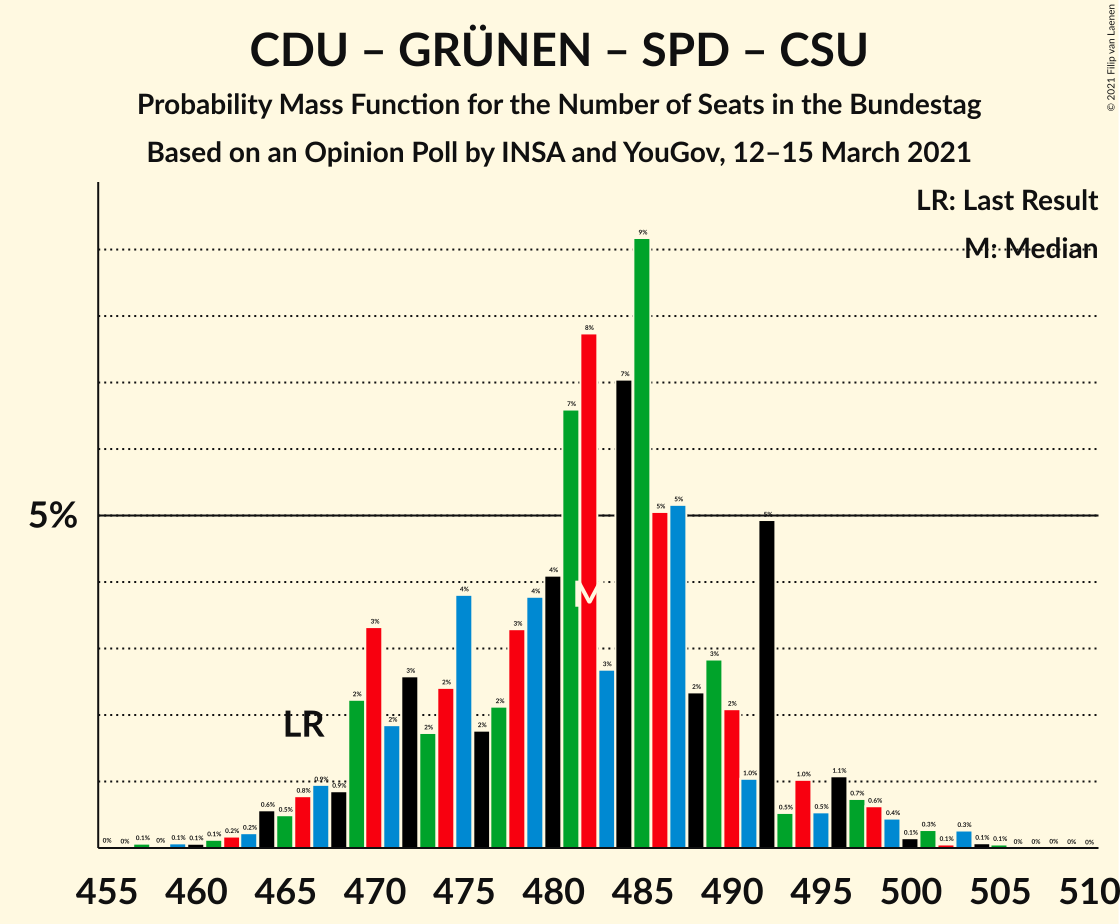 CDU – GRÜNEN – SPD – CSU
Probability Mass Function for the Number of Seats in the Bundestag
Based on an Opinion Poll by INSA and YouGov, 12–15 March 2021
© 2021 Filip van Laenen
LR: Last Result
M: Median
5%
LR
M
0% 0% 0.1% 0% 0.1% 0.1% 0.1% 0.2% 0.2% 0.6% 0.5% 0.8% 0.9% 0.9% 2% 3% 2% 3% 2% 2% 4% 2% 2% 3% 4% 4% 7% 8% 3% 7% 9% 5% 5% 2% 3% 2% 1.0% 5% 0.5% 1.0% 0.5% 1.1% 0.7% 0.6% 0.4% 0.1% 0.3% 0.1% 0.3% 0.1% 0.1% 0% 0% 0% 0% 0%
455 460 465 470 475 480 485 490 495 500 505 510